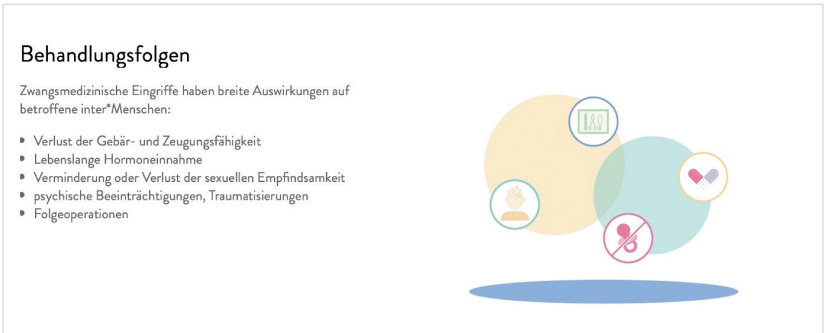 Behandlungsfolgen
Zwangsmedizinische Eingriffe haben breite Auswirkungen auf
betroffene inter*Menschen:
Verlust der Gebär- und Zeugungsfähigkeit
Lebenslange Hormoneinnahme
Verminderung oder Verlust der sexuellen Empfindsamkeit
psychische Beeinträchtigungen, Traumatisierungen
Folgeoperationen